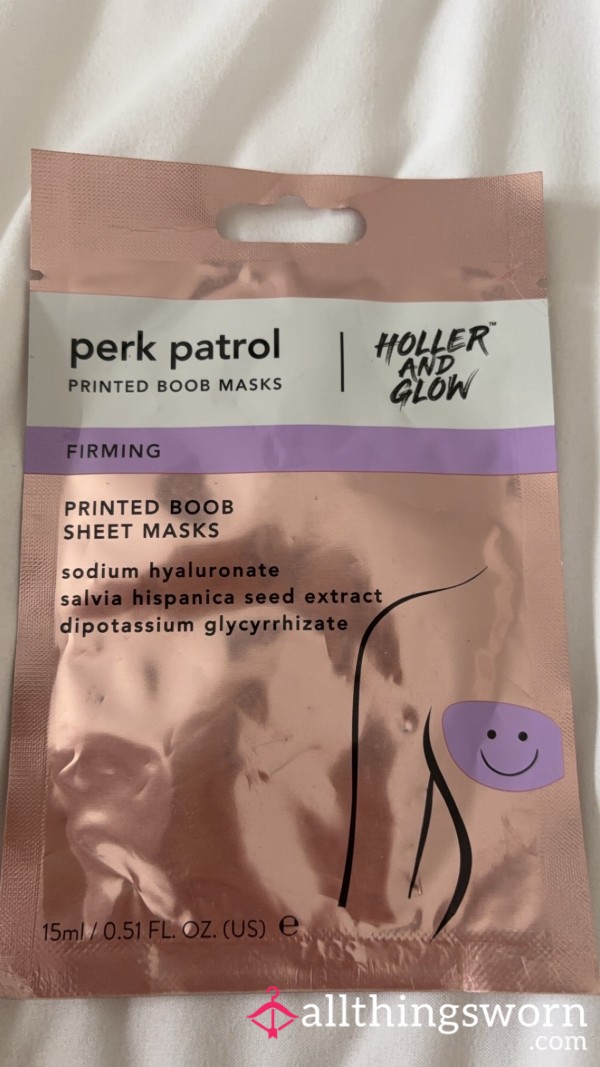 perk patrol
PRINTED BOOB MASKS
HOLLER™
AND
GLOW
FIRMING
PRINTED BOOB
SHEET MASKS
sodium hyaluronate
salvia hispanica seed extract
dipotassium glycyrrhizate
15ml / 0.51 FL. OZ. (US) ℮
allthingsworn
.com